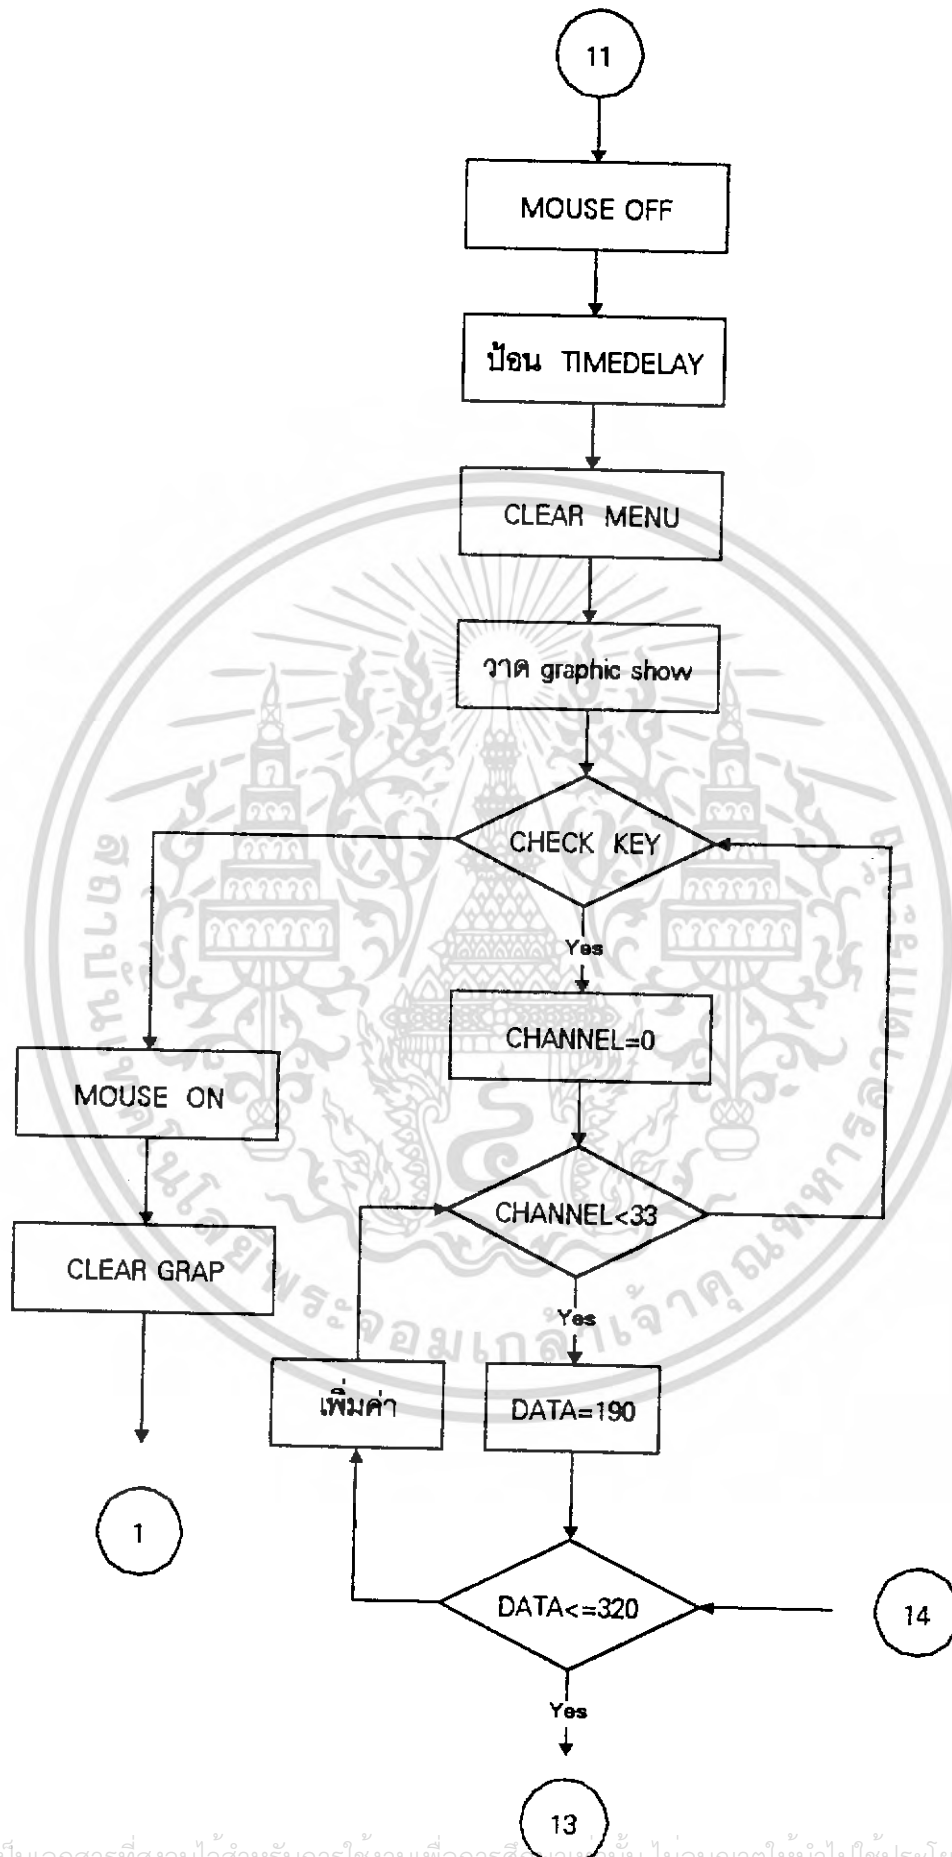 11
MOUSE OFF
ป้อน TIMEDELAY
CLEAR MENU
วาด graphic show
CHECK KEY
Yes
CHANNEL=0
MOUSE ON
CHANNEL<33
CLEAR GRAP
Yes
เพิ่มค่า
DATA=190
1
DATA<=320
14
Yes
13